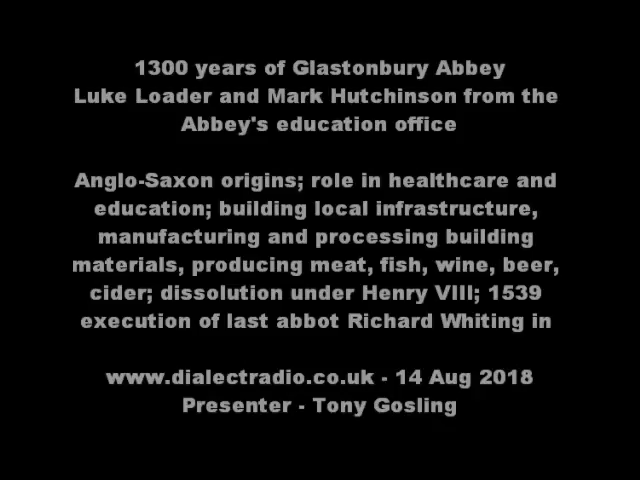 1300 years of Glastonbury Abbey
Luke Loader and Mark Hutchinson from the
Abbey's education office
Anglo-Saxon origins; role in healthcare and
education; building local infrastructure,
manufacturing and processing building
materials, producing meat, fish, wine, beer,
cider; dissolution under Henry VIII; 1539
execution of last abbot Richard Whiting in
www.dialectradio.co.uk - 14 Aug 2018
Presenter - Tony Gosling